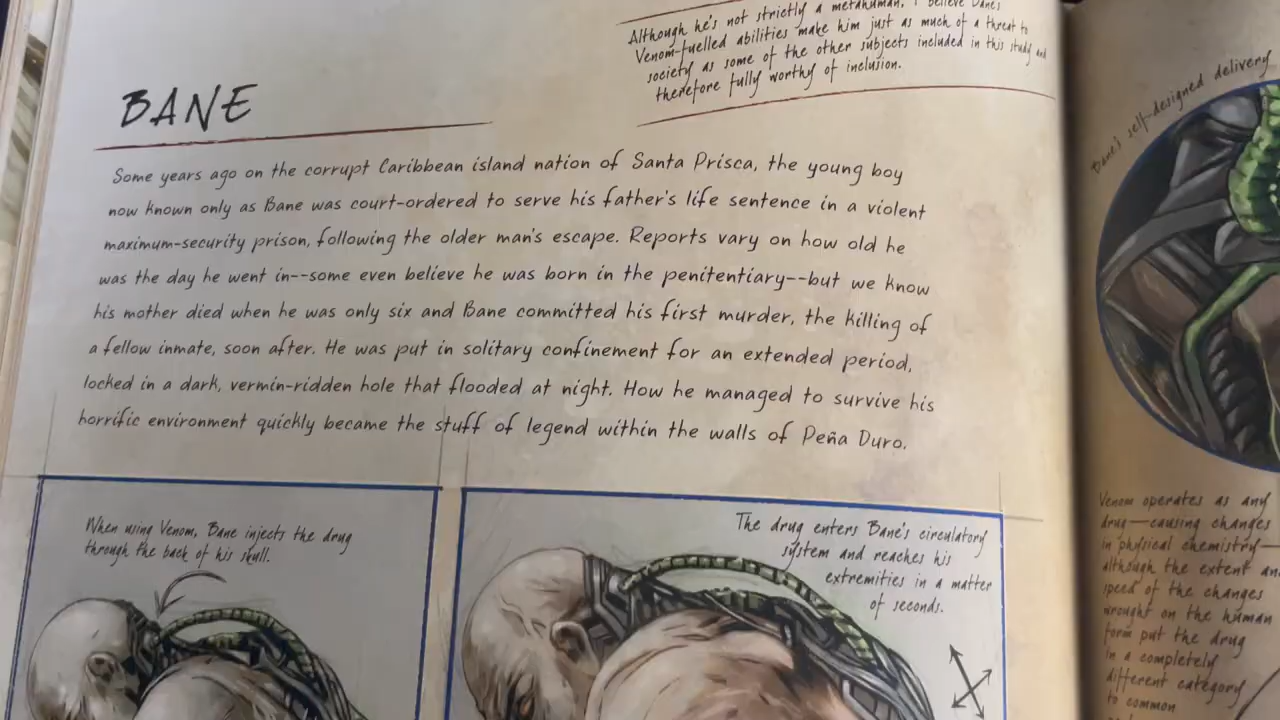 Although he's not strictly a metahuman, I believe Bane's
Venom-fuelled abilities make him just as much of a threat to
society as some of the other subjects included in this study and
therefore fully worthy of inclusion.
BANE
Some years ago on the corrupt Caribbean island nation of Santa Prisca, the young boy
now known only as Bane was court-ordered to serve his father's life sentence in a violent
maximum-security prison, following the older man's escape. Reports vary on how old he
was the day he went in--some even believe he was born in the penitentiary--but we know
his mother died when he was only six and Bane committed his first murder, the killing of
a fellow inmate, soon after. He was put in solitary confinement for an extended period,
locked in a dark, vermin-ridden hole that flooded at night. How he managed to survive his
horrific environment quickly became the stuff of legend within the walls of Peña Duro.
When using Venom, Bane injects the drug
through the back of his skull.
The drug enters Bane's circulatory
system and reaches his
extremities in a matter
of seconds.
Bane's self-designed delivery
Venom operates as any
drug—causing changes
in physical chemistry—
although the extent and
speed of the changes
wrought on the human
form put the drug
in a completely
different category
to common